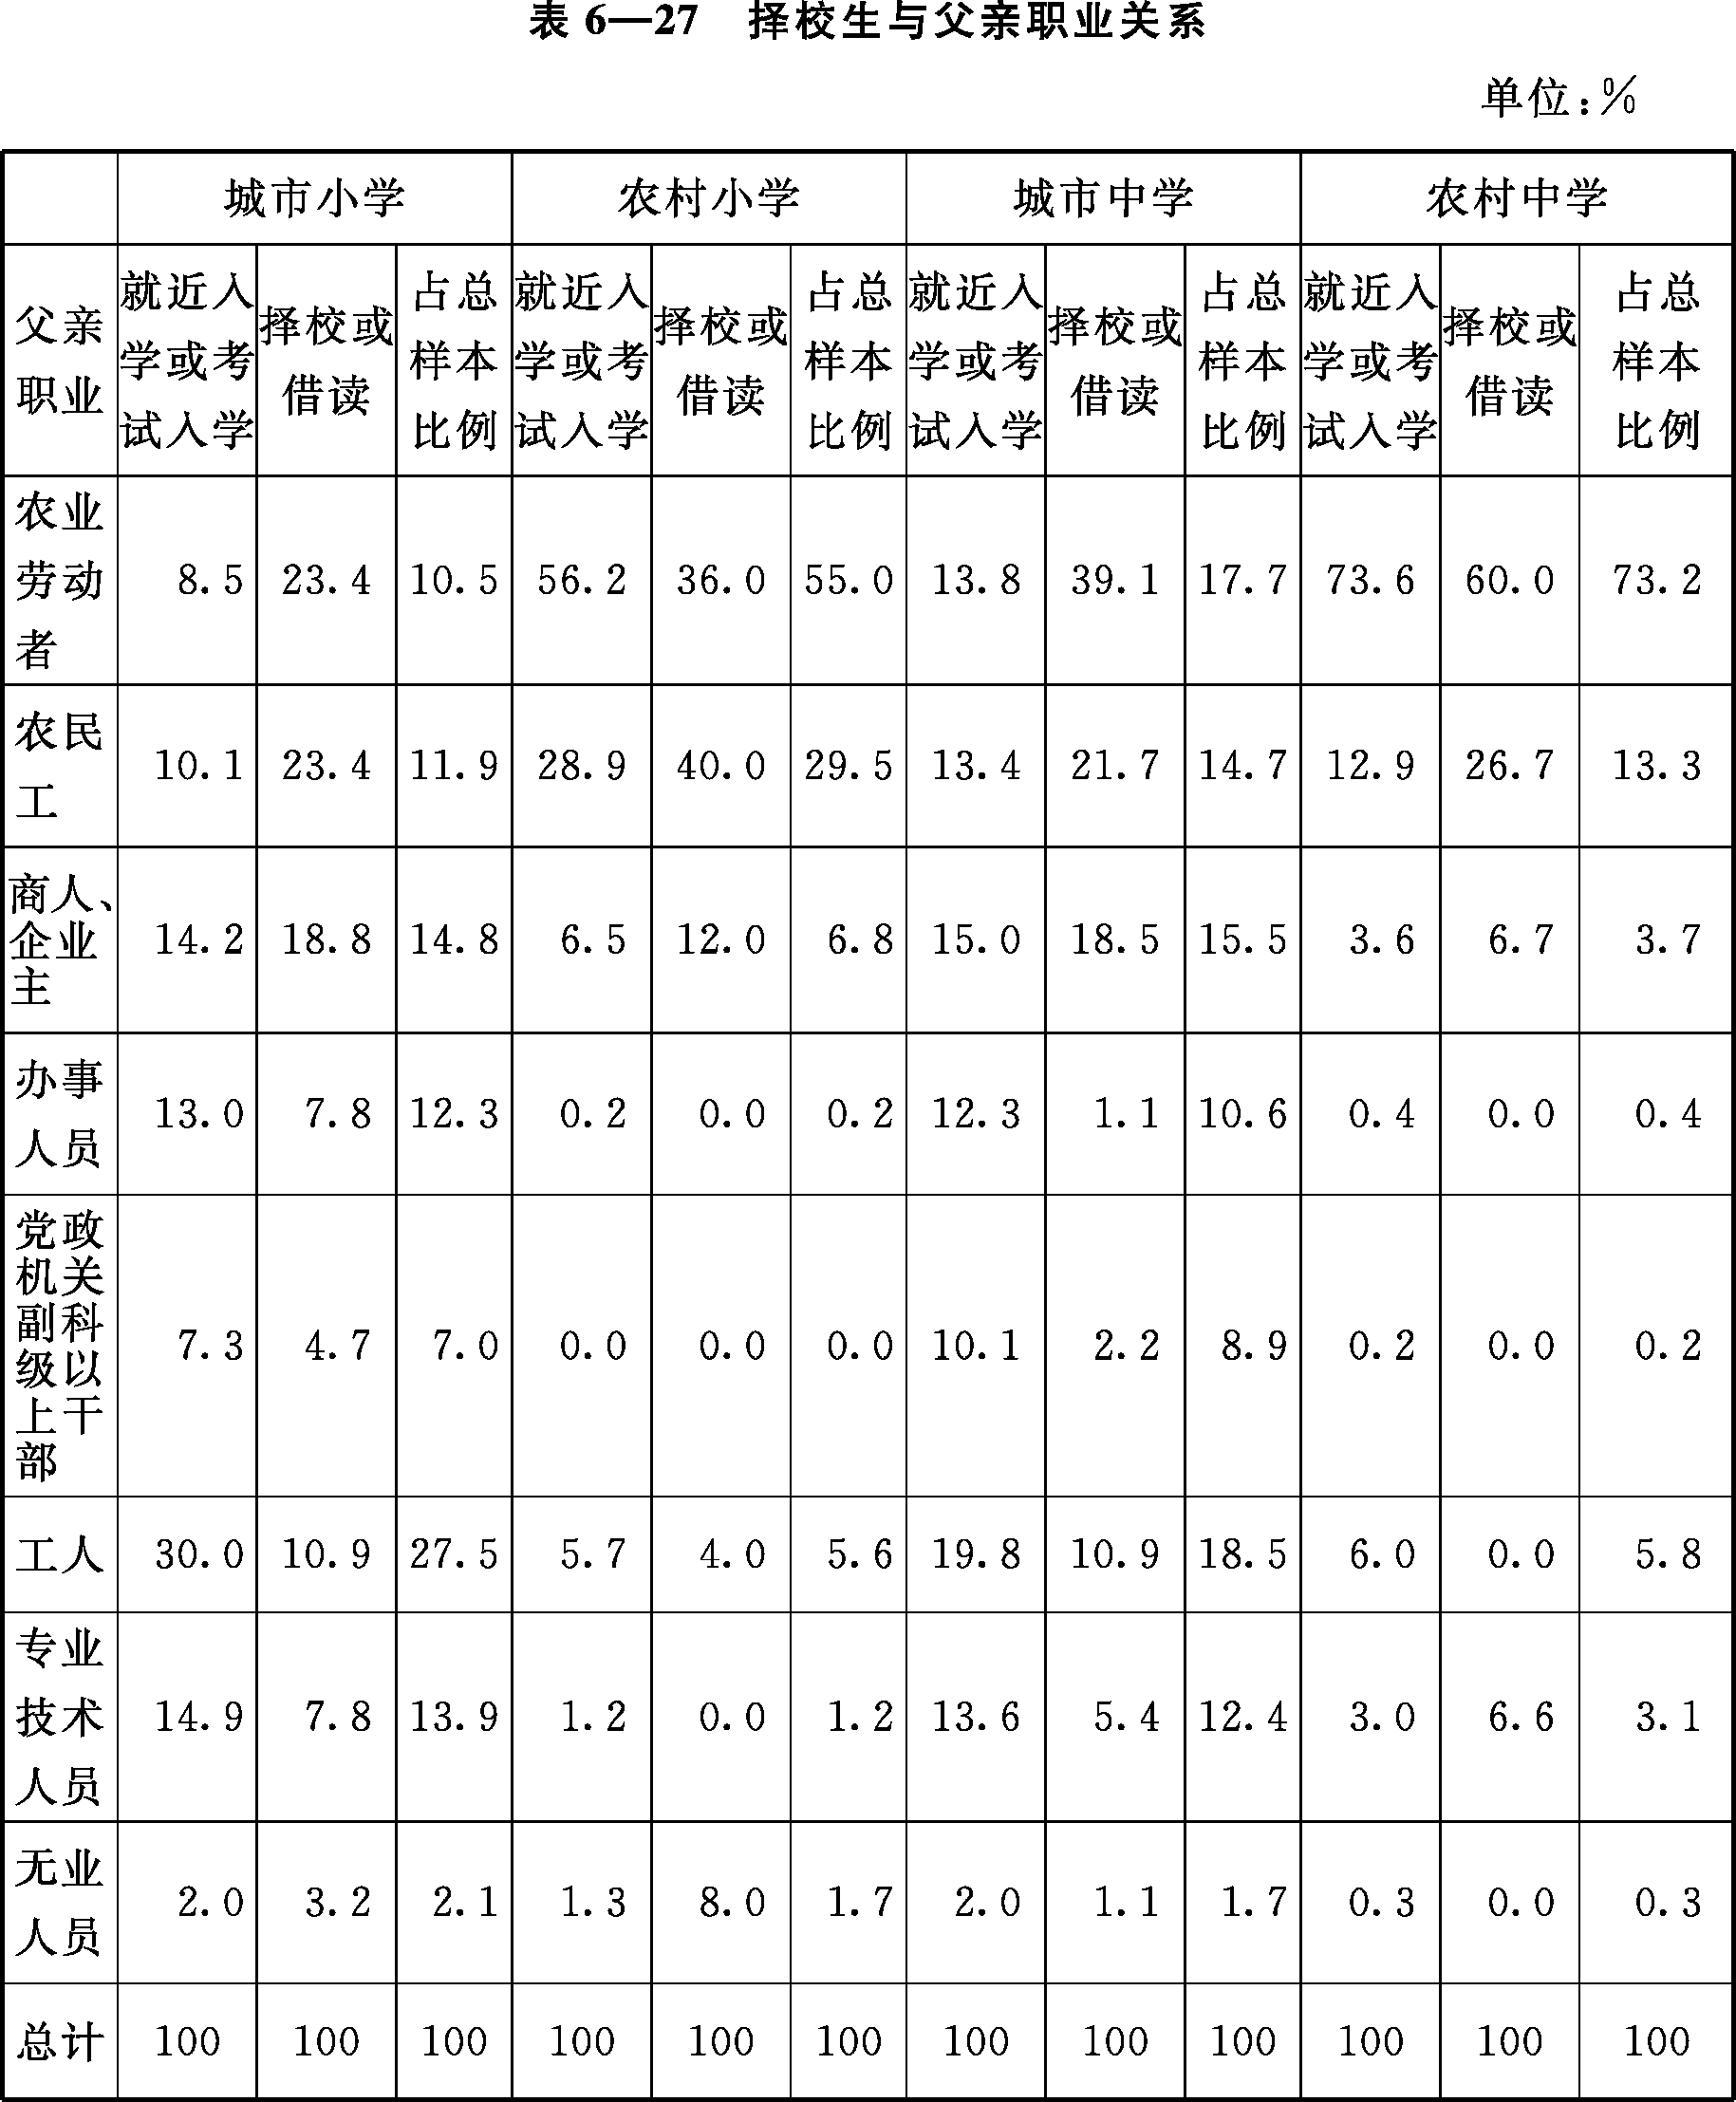 表 6—27 择校生与父亲职业关系
单位:%
城市小学 农村小学 城市中学 农村中学
父亲职业 就近入学或考试入学 择校或借读 占总样本比例 就近入学或考试入学 择校或借读 占总样本比例 就近入学或考试入学 择校或借读 占总样本比例 就近入学或考试入学 择校或借读 占总样本比例
农业劳动者 8.5 23.4 10.5 56.2 36.0 55.0 13.8 39.1 17.7 73.6 60.0 73.2
农民工 10.1 23.4 11.9 28.9 40.0 29.5 13.4 21.7 14.7 12.9 26.7 13.3
商人、企业主 14.2 18.8 14.8 6.5 12.0 6.8 15.0 18.5 15.5 3.6 6.7 3.7
办事人员 13.0 7.8 12.3 0.2 0.0 0.2 12.3 1.1 10.6 0.4 0.0 0.4
党政机关副科级以上干部 7.3 4.7 7.0 0.0 0.0 0.0 10.1 2.2 8.9 0.2 0.0 0.2
工人 30.0 10.9 27.5 5.7 4.0 5.6 19.8 10.9 18.5 6.0 0.0 5.8
专业技术人员 14.9 7.8 13.9 1.2 0.0 1.2 13.6 5.4 12.4 3.0 6.6 3.1
无业人员 2.0 3.2 2.1 1.3 8.0 1.7 2.0 1.1 1.7 0.3 0.0 0.3
总计 100 100 100 100 100 100 100 100 100 100 100 100